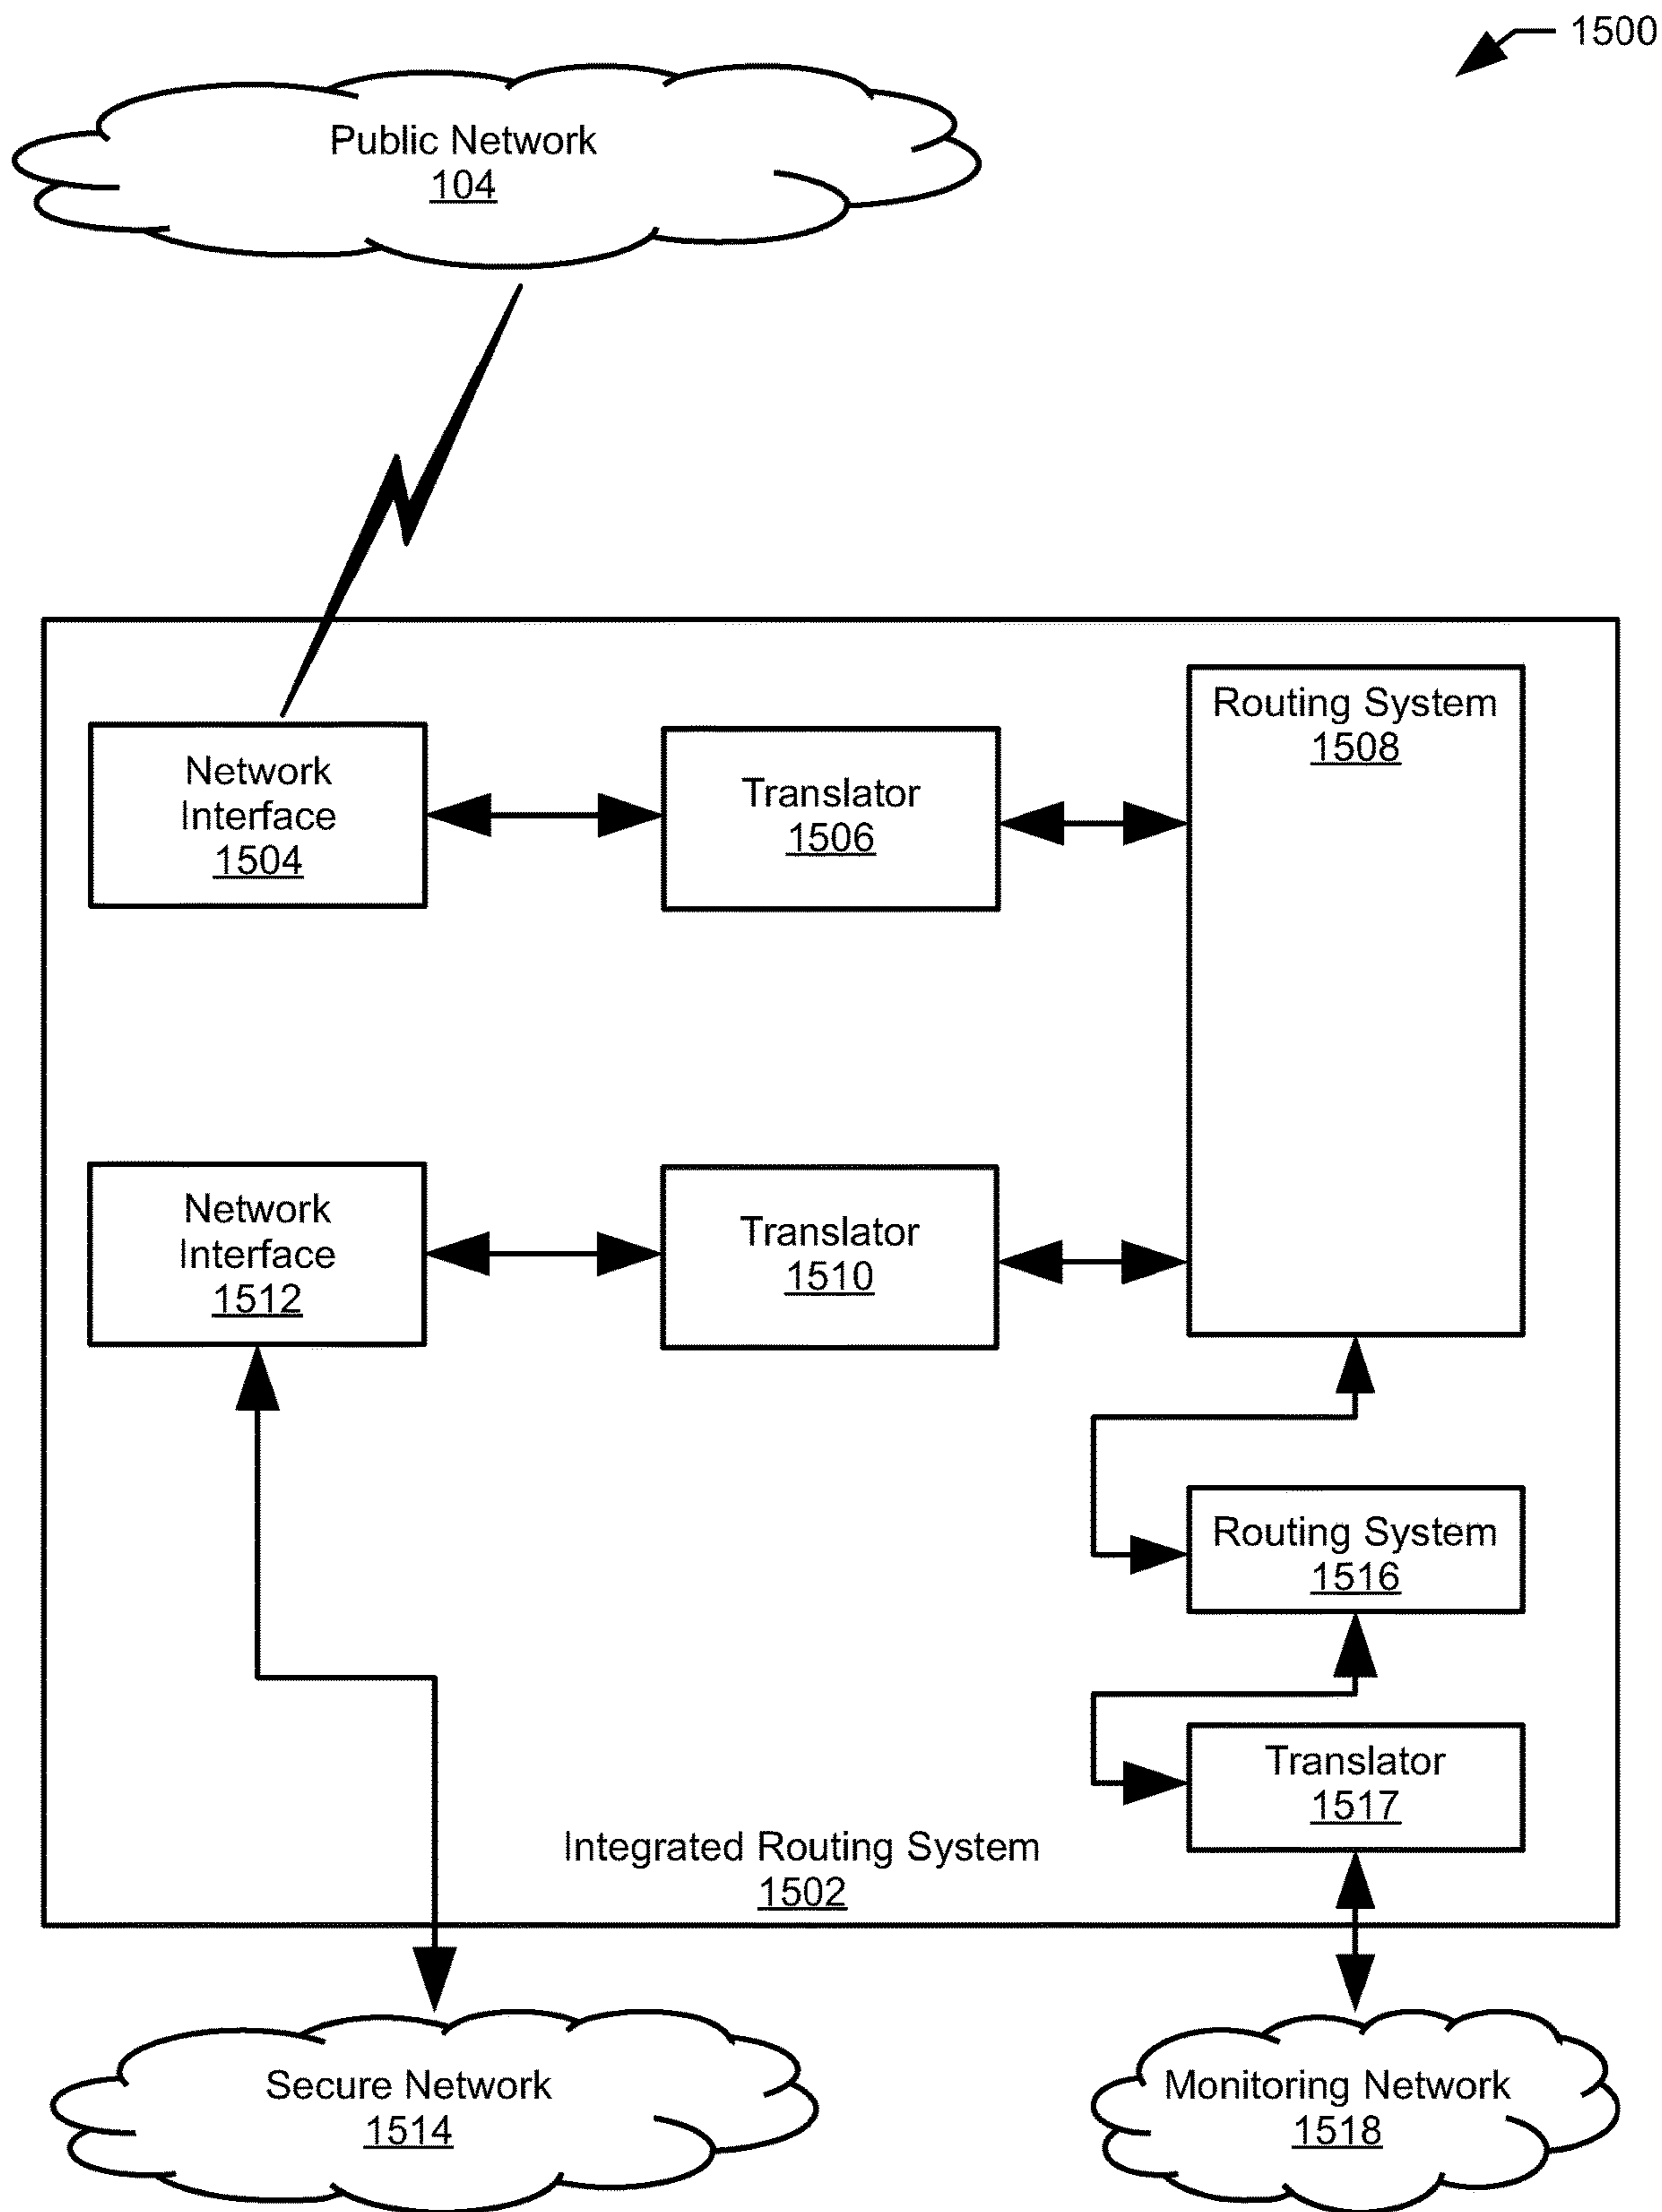 1500
Public Network
104
Network
Interface
1504
Translator
1506
Routing System
1508
Network
Interface
1512
Translator
1510
Routing System
1516
Translator
1517
Integrated Routing System
1502
Secure Network
1514
Monitoring Network
1518